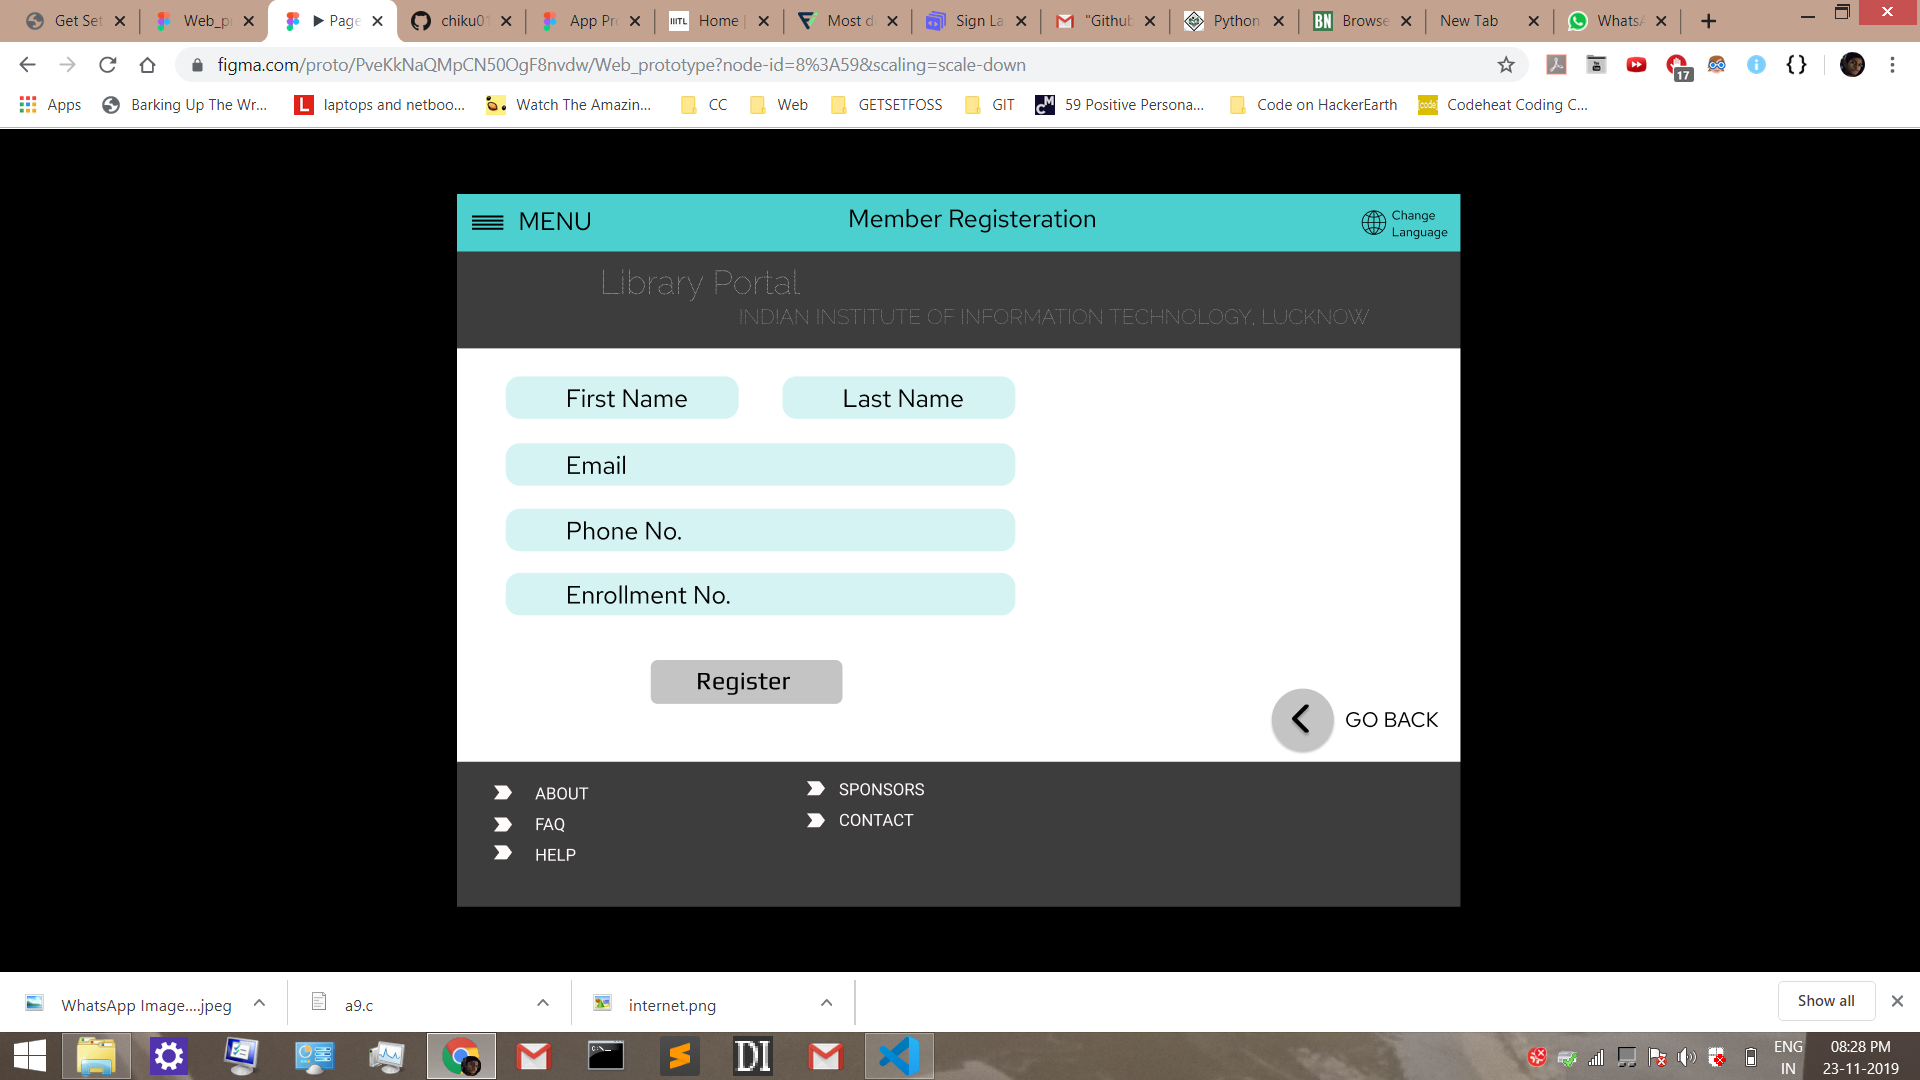 Get Set
Web_p
Page
chiku01
App Pr
Home
Most d
Sign La
"Github
Python
Browse
New Tab
Whats
figma.com/proto/PveKkNaQMpCN50OgF8nvdw/Web_prototype?node-id=8%3A59&scaling=scale-down
17
Apps
Barking Up The Wr...
laptops and netboo...
Watch The Amazin...
CC
Web
GETSETFOSS
GIT
59 Positive Persona...
Code on HackerEarth
Codeheat Coding C...
MENU
Member Registeration
Change
Language
Library Portal
INDIAN INSTITUTE OF INFORMATION TECHNOLOGY, LUCKNOW
First Name
Last Name
Email
Phone No.
Enrollment No.
Register
GO BACK
ABOUT
SPONSORS
FAQ
CONTACT
HELP
WhatsApp Image....jpeg
a9.c
internet.png
Show all
DI
ENG
IN
08:28 PM
23-11-2019